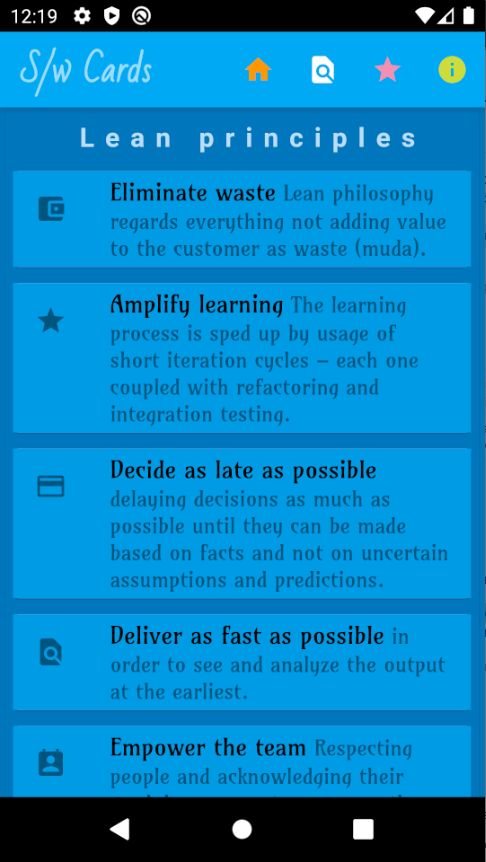 12:19
S/w Cards
Lean principles
Eliminate waste Lean philosophy
regards everything not adding value
to the customer as waste (muda).
Amplify learning The learning
process is sped up by usage of
short iteration cycles – each one
coupled with refactoring and
integration testing.
Decide as late as possible
delaying decisions as much as
possible until they can be made
based on facts and not on uncertain
assumptions and predictions.
Deliver as fast as possible in
order to see and analyze the output
at the earliest.
Empower the team Respecting
people and acknowledging their